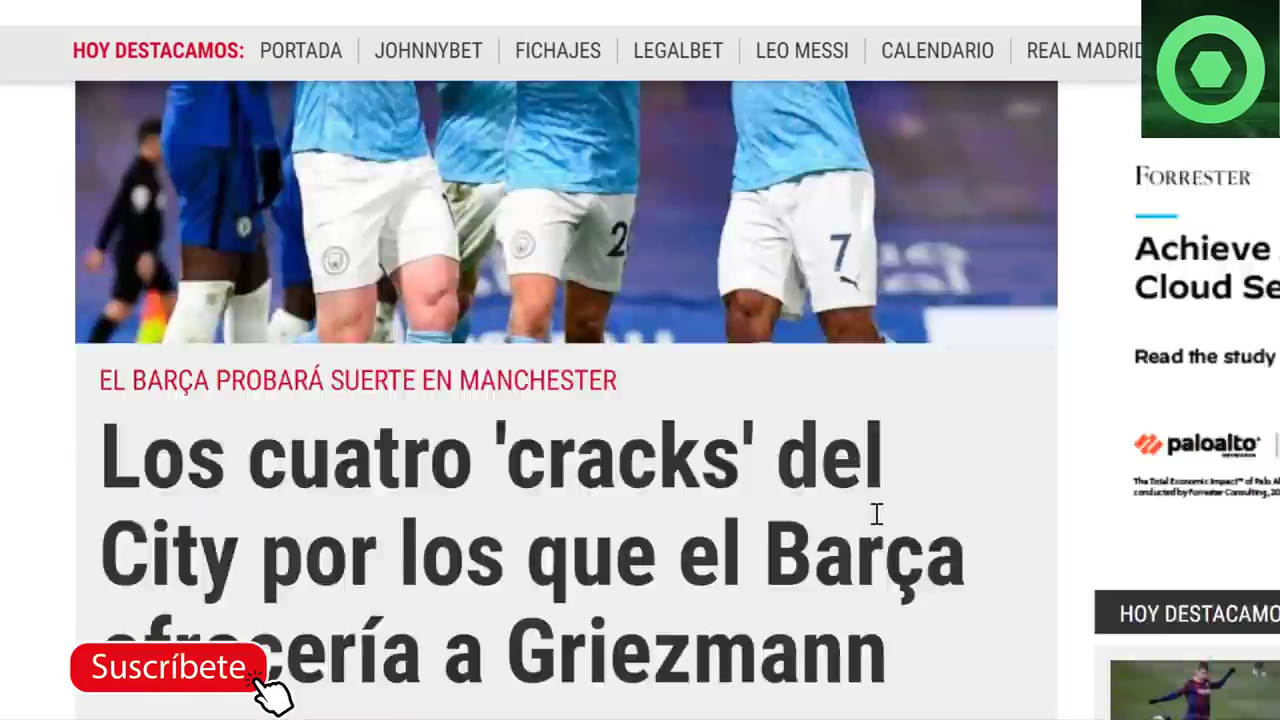 HOY DESTACAMOS: PORTADA JOHNNYBET FICHAJES LEGALBET LEO MESSI CALENDARIO REAL MADRID
7
FORRESTER
Achieve
Cloud Se
Read the study
paloalto
EL BARÇA PROBARÁ SUERTE EN MANCHESTER
Los cuatro 'cracks' del
City por los que el Barça
ofrecería a Griezmann
Suscríbete
HOY DESTACAMO